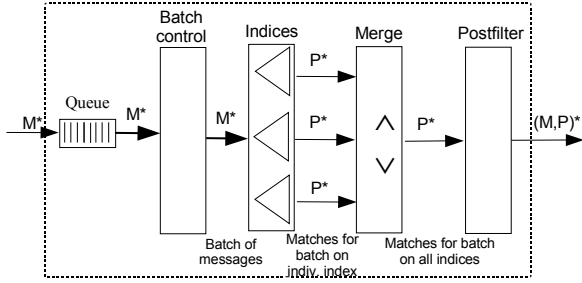 Batch control
Indices
Merge
Postfilter
Queue
M*
M*
M*
P*
P*
P*
P*
(M,P)*
Batch of
messages
Matches for
batch on
indiv. index
Matches for batch
on all indices